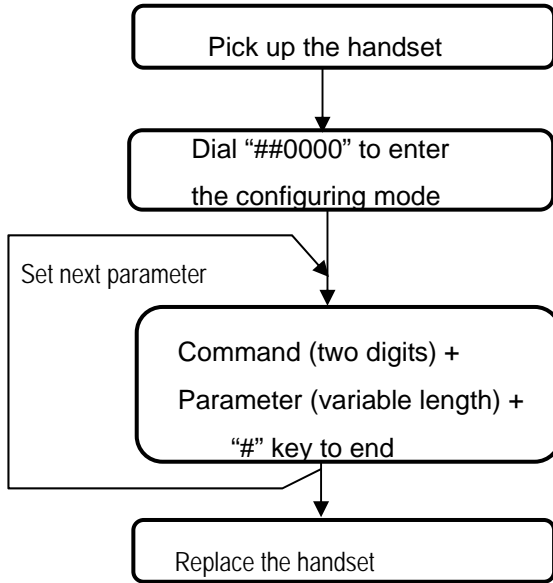 Pick up the handset
Dial “##0000” to enter
the configuring mode
Set next parameter
Command (two digits) +
Parameter (variable length) +
“#” key to end
Replace the handset